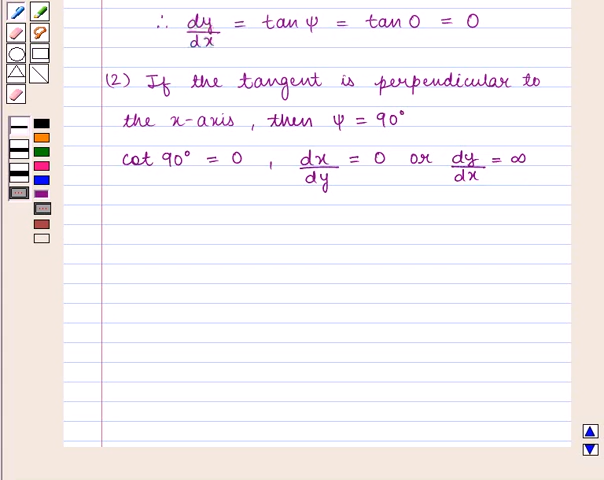 ∴ dy/dx = tan ψ = tan 0 = 0
(2) If the tangent is perpendicular to
the x-axis, then ψ = 90°
cot 90° = 0 , dx/dy = 0 or dy/dx = ∞